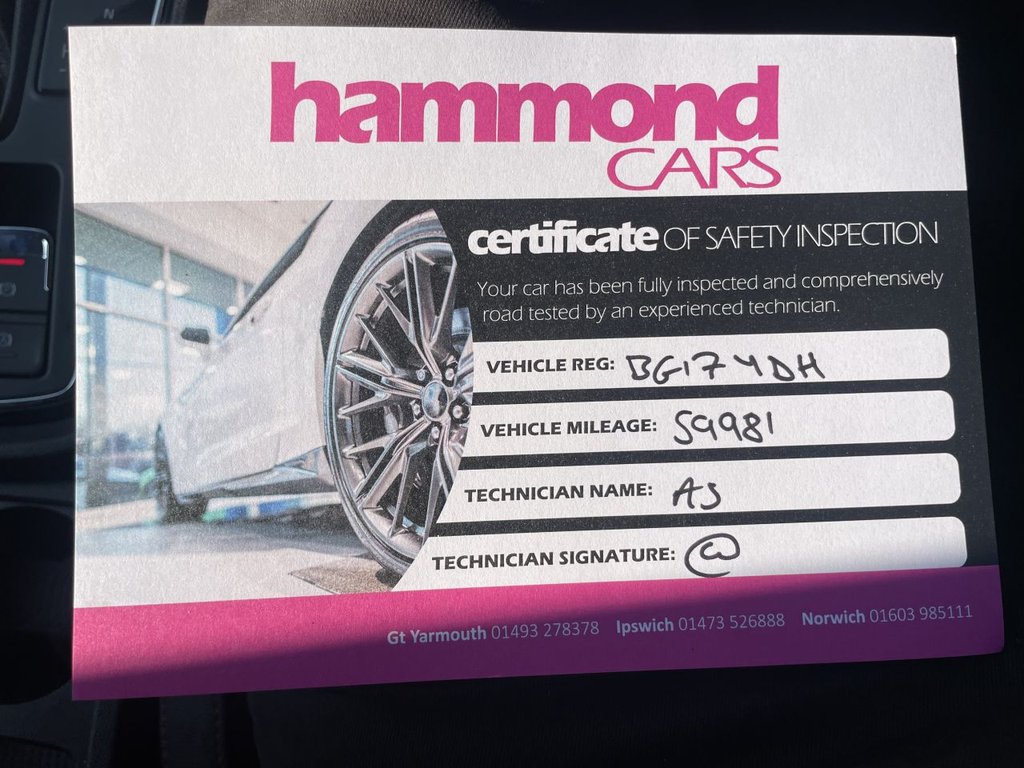 hammond
CARS
certificate OF SAFETY INSPECTION
Your car has been fully inspected and comprehensively
road tested by an experienced technician.
VEHICLE REG: BG17 YDH
VEHICLE MILEAGE: 59981
TECHNICIAN NAME: AJ
TECHNICIAN SIGNATURE: @
Gt Yarmouth 01493 278378 Ipswich 01473 526888 Norwich 01603 985111